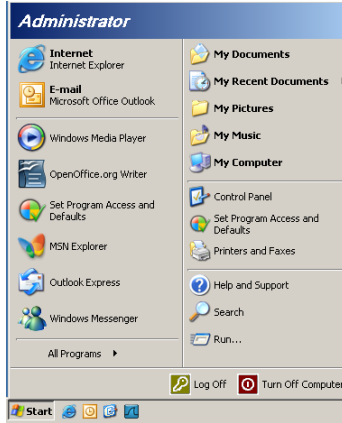 Administrator
Internet
Internet Explorer
E-mail
Microsoft Office Outlook
Windows Media Player
OpenOffice.org Writer
Set Program Access and
Defaults
MSN Explorer
Outlook Express
Windows Messenger
All Programs
My Documents
My Recent Documents
My Pictures
My Music
My Computer
Control Panel
Set Program Access and
Defaults
Printers and Faxes
Help and Support
Search
Run...
Log Off
Turn Off Computer
Start